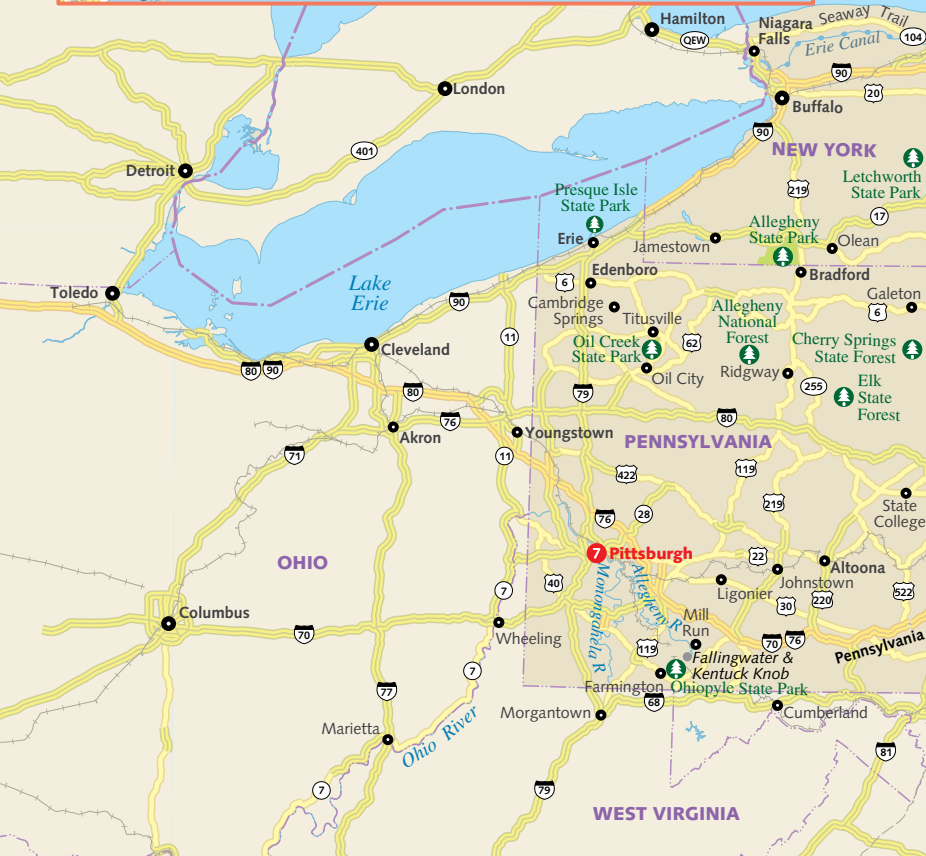 Hamilton
QEW
Niagara
Falls
Seaway Trail
104
Erie Canal
90
20
London
Buffalo
90
401
NEW YORK
Detroit
Letchworth
State Park
Presque Isle
State Park
219
17
Allegheny
State Park
Erie
Jamestown
Olean
Edenboro
Bradford
6
Toledo
Lake
Erie
90
Cambridge
Springs
Titusville
Allegheny
National
Forest
Galeton
6
11
62
Oil Creek
State Park
Cherry Springs
State Forest
Cleveland
80
90
Oil City
Ridgway
255
Elk
State
Forest
80
79
76
80
Akron
Youngstown
PENNSYLVANIA
71
11
422
119
219
State
College
76
28
7
Pittsburgh
OHIO
22
Altoona
40
Monongahela R
Allegheny R
Ligonier
Johnstown
30
220
522
7
Columbus
Mill
Run
70
Wheeling
119
70
76
Pennsylvania
Fallingwater &
Kentuck Knob
7
Farmington
Ohiopyle State Park
77
68
Morgantown
Cumberland
Marietta
Ohio River
81
7
79
WEST VIRGINIA